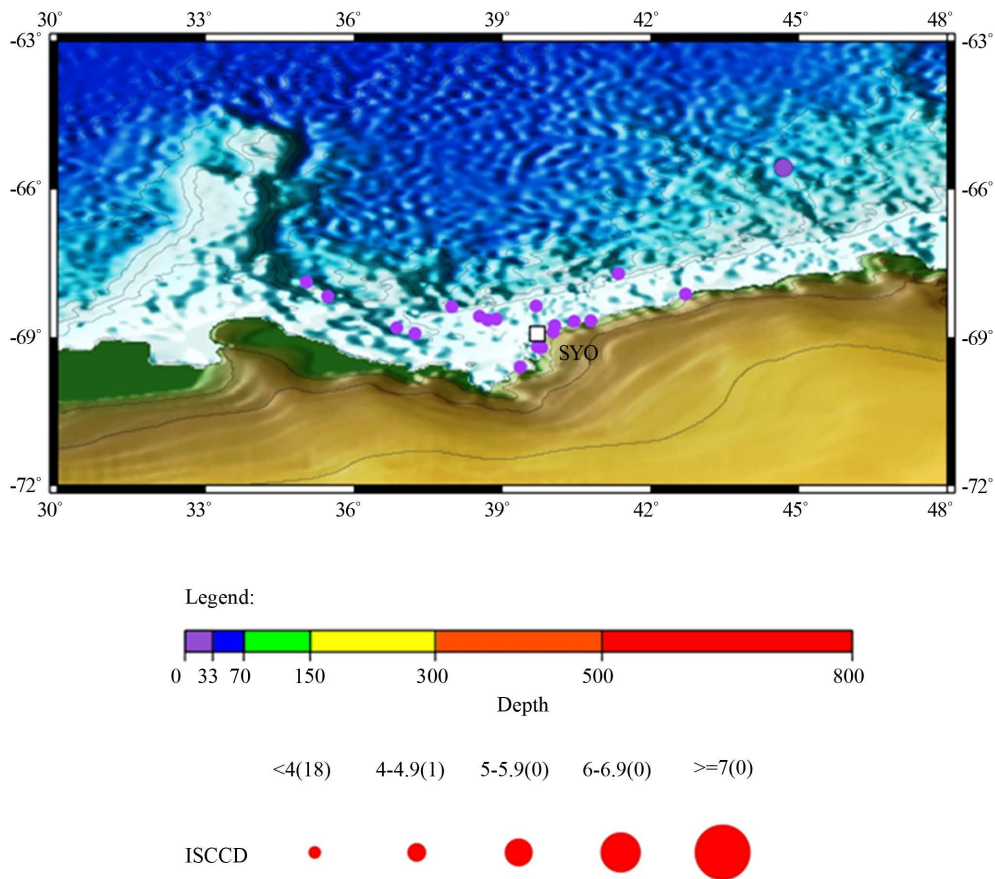 30° 33° 36° 39° 42° 45° 48°
-63° -63°
-66° -66°
-69° -69°
SYO
-72° -72°
30° 33° 36° 39° 42° 45° 48°
Legend:
0 33 70 150 300 500 800
Depth
<4(18) 4-4.9(1) 5-5.9(0) 6-6.9(0) >=7(0)
ISCCD